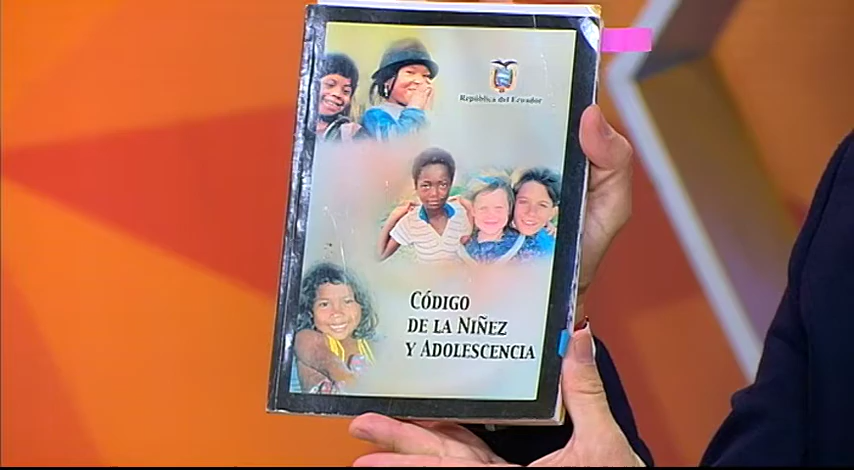 República del Ecuador
CÓDIGO
DE LA NIÑEZ
Y ADOLESCENCIA